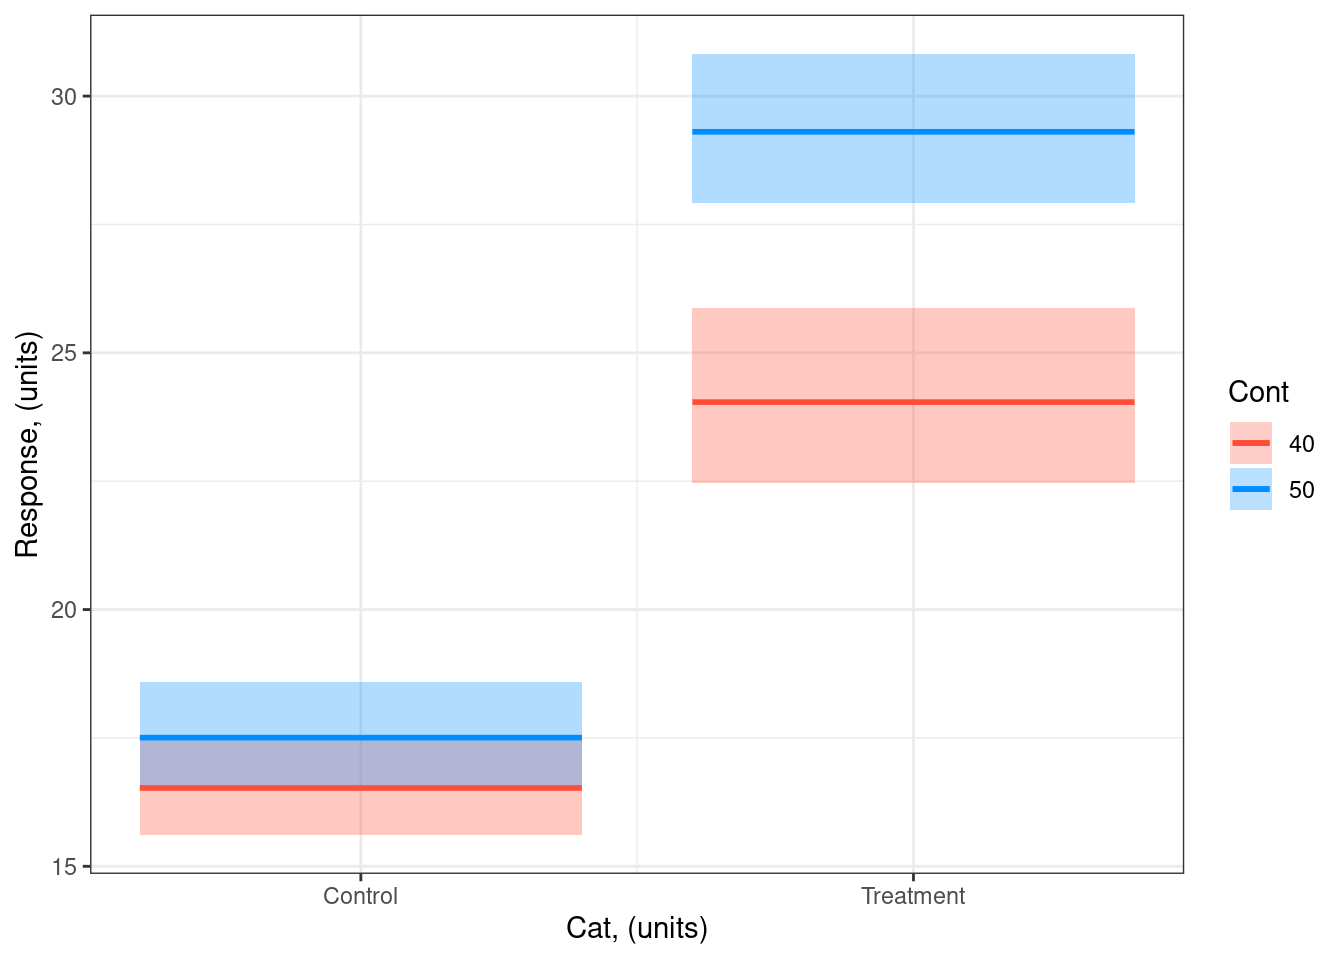 30
25
20
15
Response, (units)
Control
Treatment
Cat, (units)
Cont
40
50